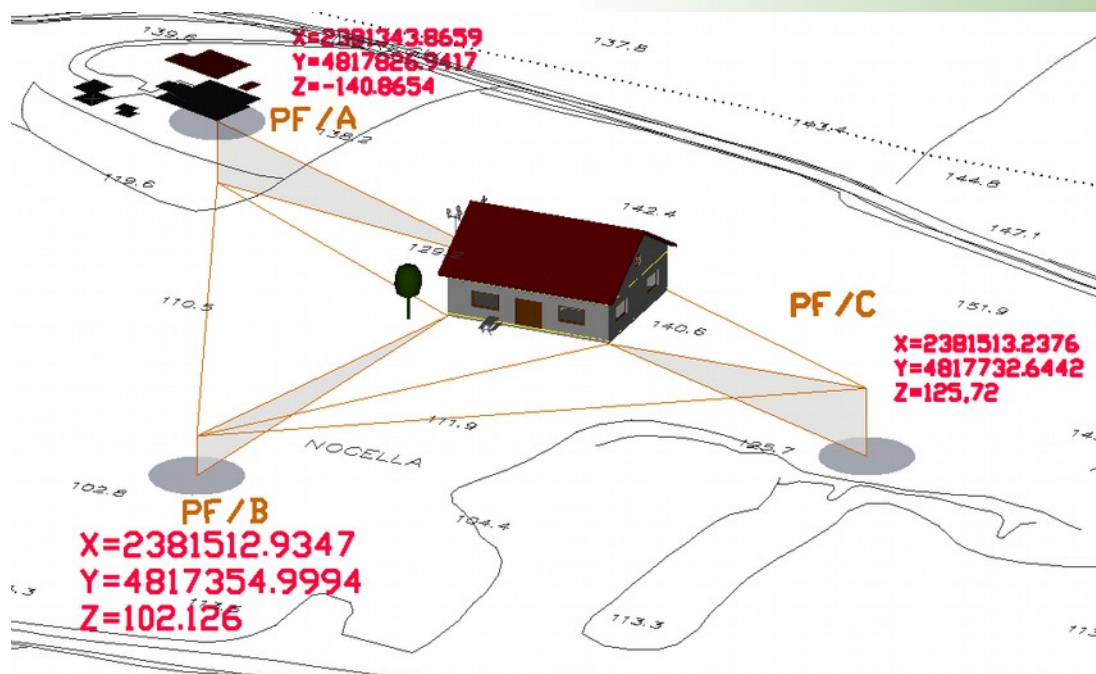 139.6
X=2381343.8659
Y=4817826.9417
Z=-140.8654
137.8
PF/A
138.2
143.4
119.6
144.8
142.4
147.1
129.2
110.5
PF/C
151.9
140.6
X=2381513.2376
Y=4817732.6442
Z=125,72
111.9
NOCELLA
125.7
102.8
PF/B
104.4
X=2381512.9347
Y=4817354.9994
Z=102.126
113.3